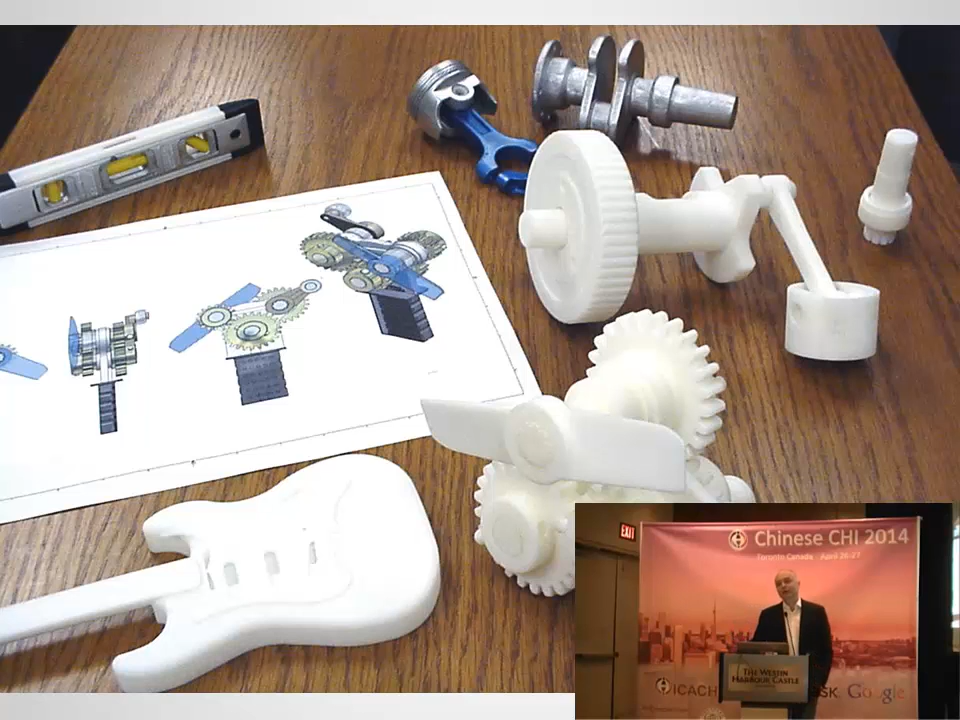 EXIT
Chinese CHI 2014
Toronto Canada - April 26-27
THE WESTIN
HARBOUR CASTLE
ICACH
SK.
Google